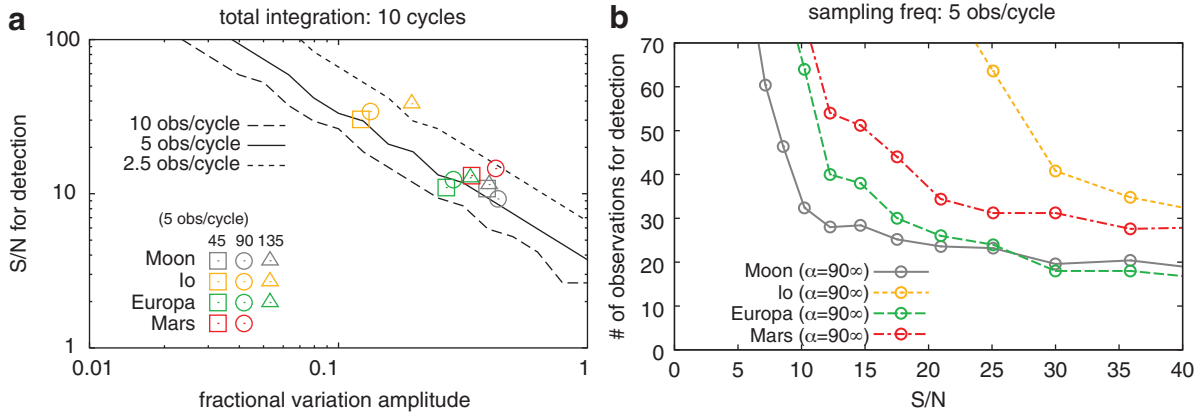 a
total integration: 10 cycles
100
10
1
S/N for detection
10 obs/cycle
5 obs/cycle
2.5 obs/cycle
(5 obs/cycle)
45 90 135
Moon
Io
Europa
Mars
0.01 0.1 1
fractional variation amplitude
b
sampling freq: 5 obs/cycle
70
60
50
40
30
20
10
0
# of observations for detection
Moon (α=90∞)
Io (α=90∞)
Europa (α=90∞)
Mars (α=90∞)
0 5 10 15 20 25 30 35 40
S/N